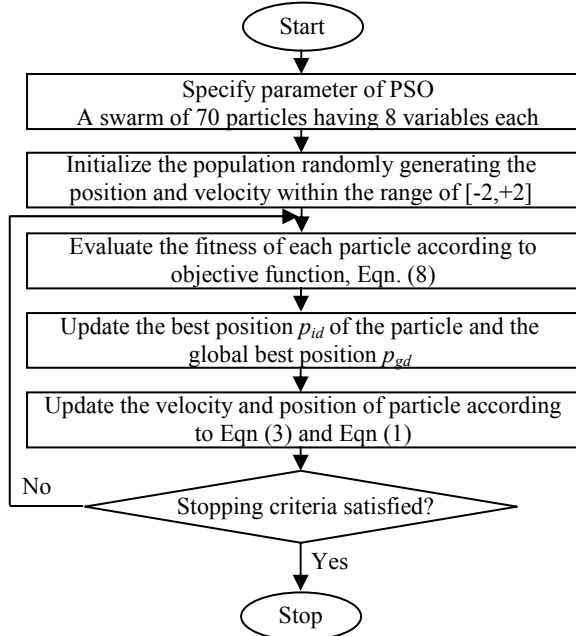 Start
Specify parameter of PSO
A swarm of 70 particles having 8 variables each
Initialize the population randomly generating the
position and velocity within the range of [-2,+2]
Evaluate the fitness of each particle according to
objective function, Eqn. (8)
Update the best position pid of the particle and the
global best position pgd
Update the velocity and position of particle according
to Eqn (3) and Eqn (1)
No
Stopping criteria satisfied?
Yes
Stop